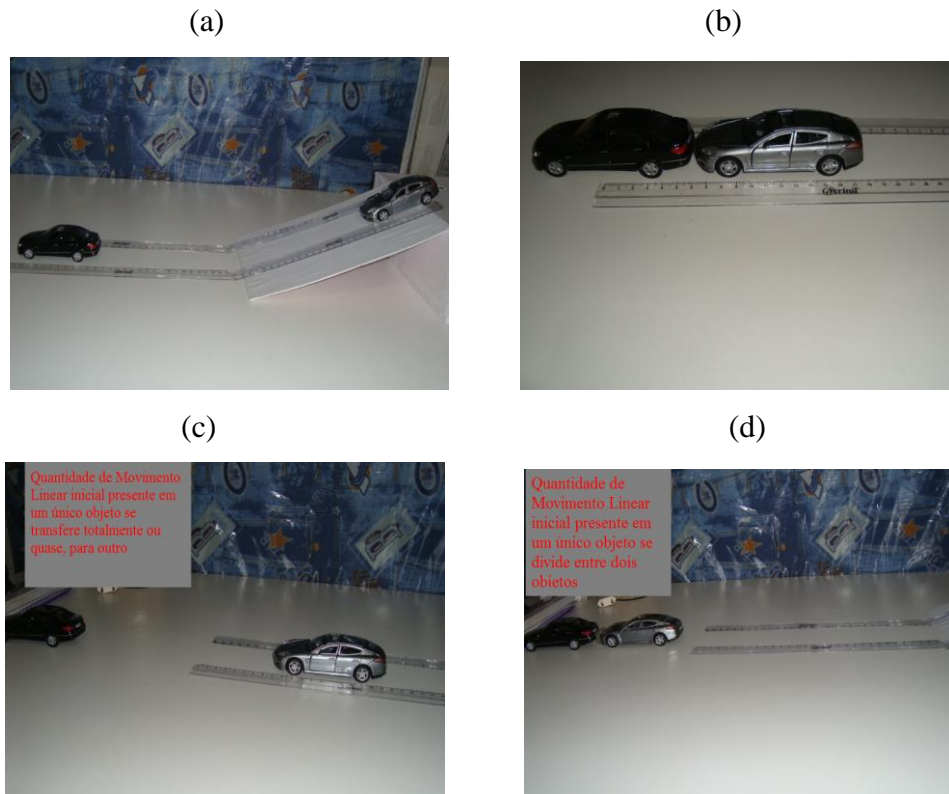 (a)
(b)
(c)
(d)
Quantidade de Movimento
Linear inicial presente em
um único objeto se
transfere totalmente ou
quase, para outro
Quantidade de
Movimento Linear
inicial presente em
um único objeto se
divide entre dois
objetos